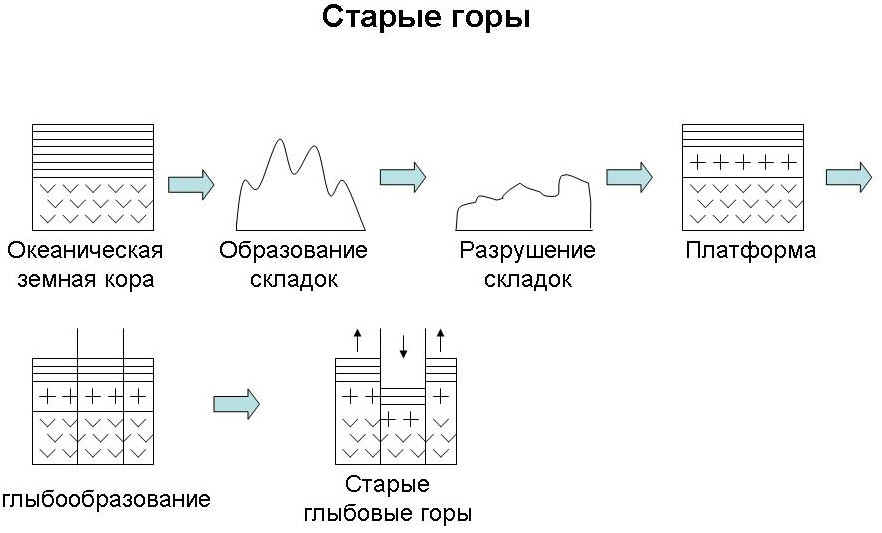 Старые горы
Океаническая
земная кора
Образование
складок
Разрушение
складок
Платформа
глыбообразование
Старые
глыбовые горы